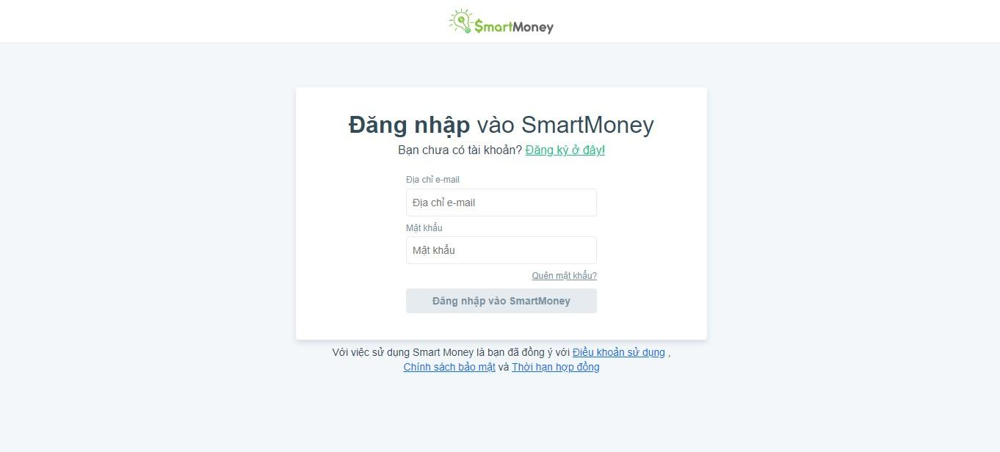 $martMoney
Đăng nhập vào SmartMoney
Bạn chưa có tài khoản? Đăng ký ở đây!
Địa chỉ e-mail
Địa chỉ e-mail
Mật khẩu
Mật khẩu
Quên mật khẩu?
Đăng nhập vào SmartMoney
Với việc sử dụng Smart Money là bạn đã đồng ý với Điều khoản sử dụng ,
Chính sách bảo mật và Thời hạn hợp đồng